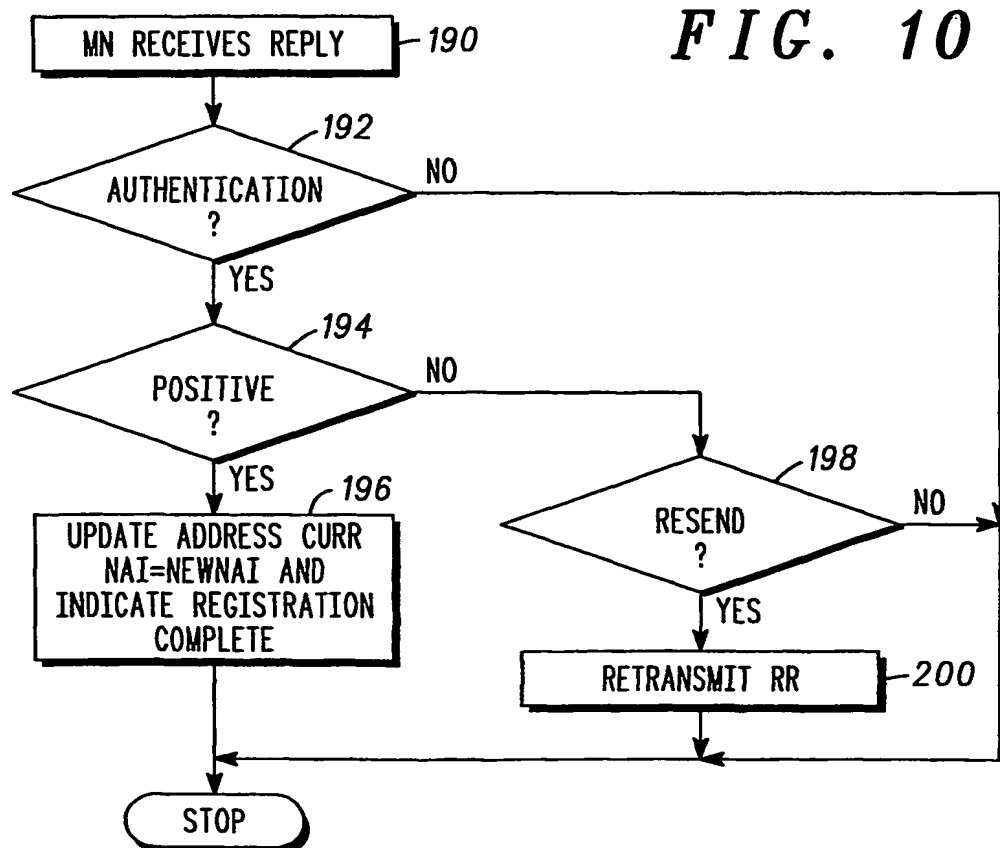 FIG. 10
MN RECEIVES REPLY
190
192
AUTHENTICATION
?
NO
YES
194
POSITIVE
?
NO
YES
196
UPDATE ADDRESS CURR
NAI=NEWNAI AND
INDICATE REGISTRATION
COMPLETE
198
RESEND
?
NO
YES
RETRANSMIT RR
200
STOP